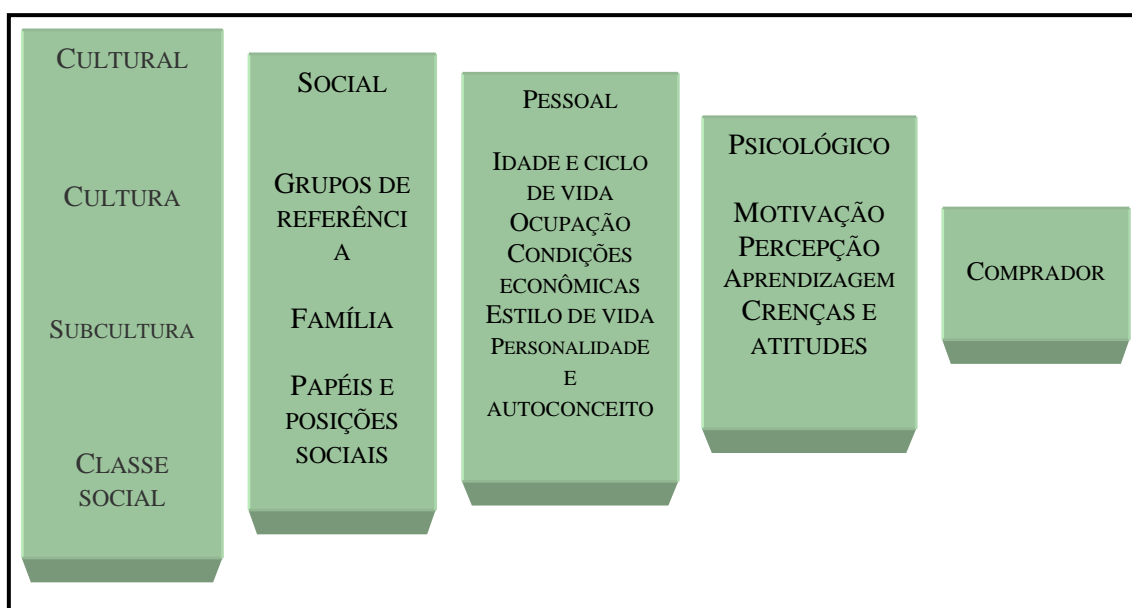 CULTURAL
CULTURA
SUBCULTURA
CLASSE
SOCIAL
SOCIAL
GRUPOS DE
REFERÊNCI
A
FAMÍLIA
PAPÉIS E
POSIÇÕES
SOCIAIS
PESSOAL
IDADE E CICLO
DE VIDA
OCUPAÇÃO
CONDIÇÕES
ECONÔMICAS
ESTILO DE VIDA
PERSONALIDADE
E
AUTOCONCEITO
PSICOLÓGICO
MOTIVAÇÃO
PERCEPÇÃO
APRENDIZAGEM
CRENÇAS E
ATITUDES
COMPRADOR